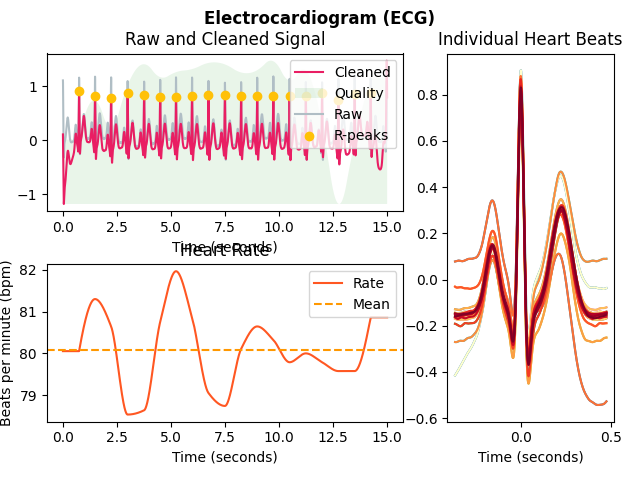 Electrocardiogram (ECG)
Raw and Cleaned Signal
Individual Heart Beats
Cleaned
Quality
Raw
R-peaks
1
0
−1
0.0 2.5 5.0 7.5 10.0 12.5 15.0
Time (seconds)
Heart Rate
Rate
Mean
82
81
80
79
Beats per minute (bpm)
0.0 2.5 5.0 7.5 10.0 12.5 15.0
Time (seconds)
0.8
0.6
0.4
0.2
0.0
−0.2
−0.4
−0.6
0.0 0.5
Time (seconds)